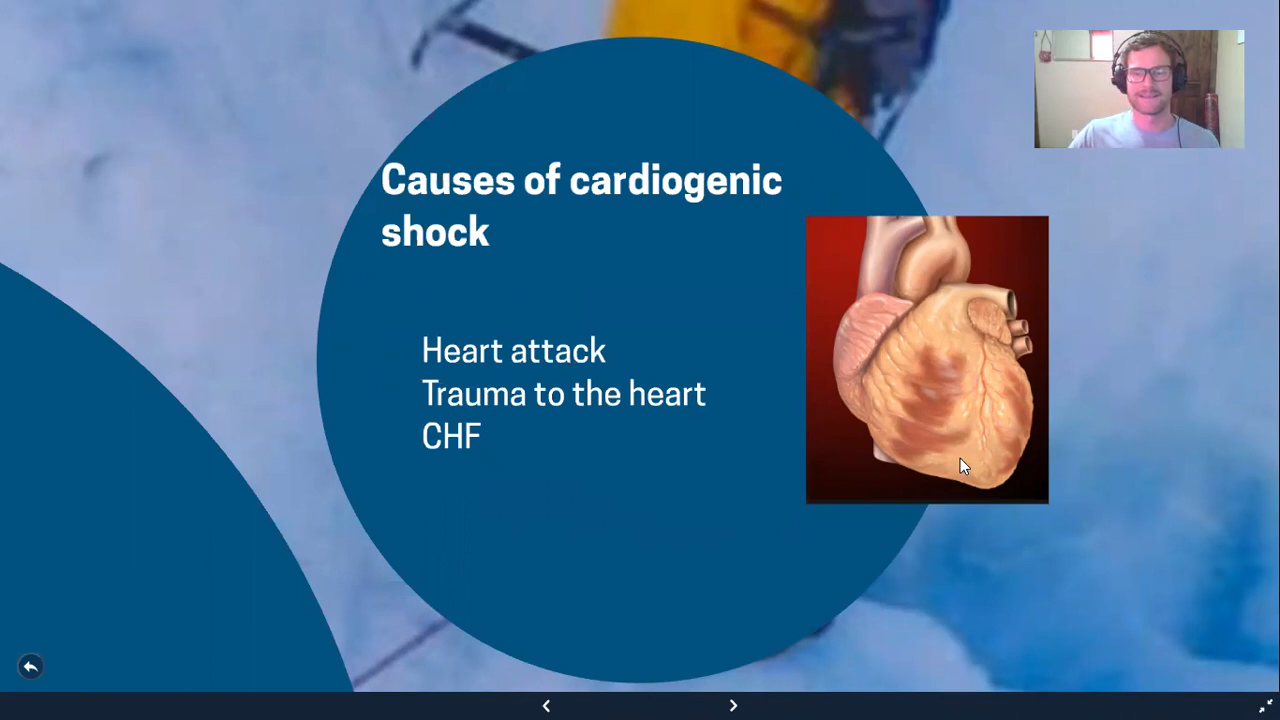 Causes of cardiogenic
shock
Heart attack
Trauma to the heart
CHF